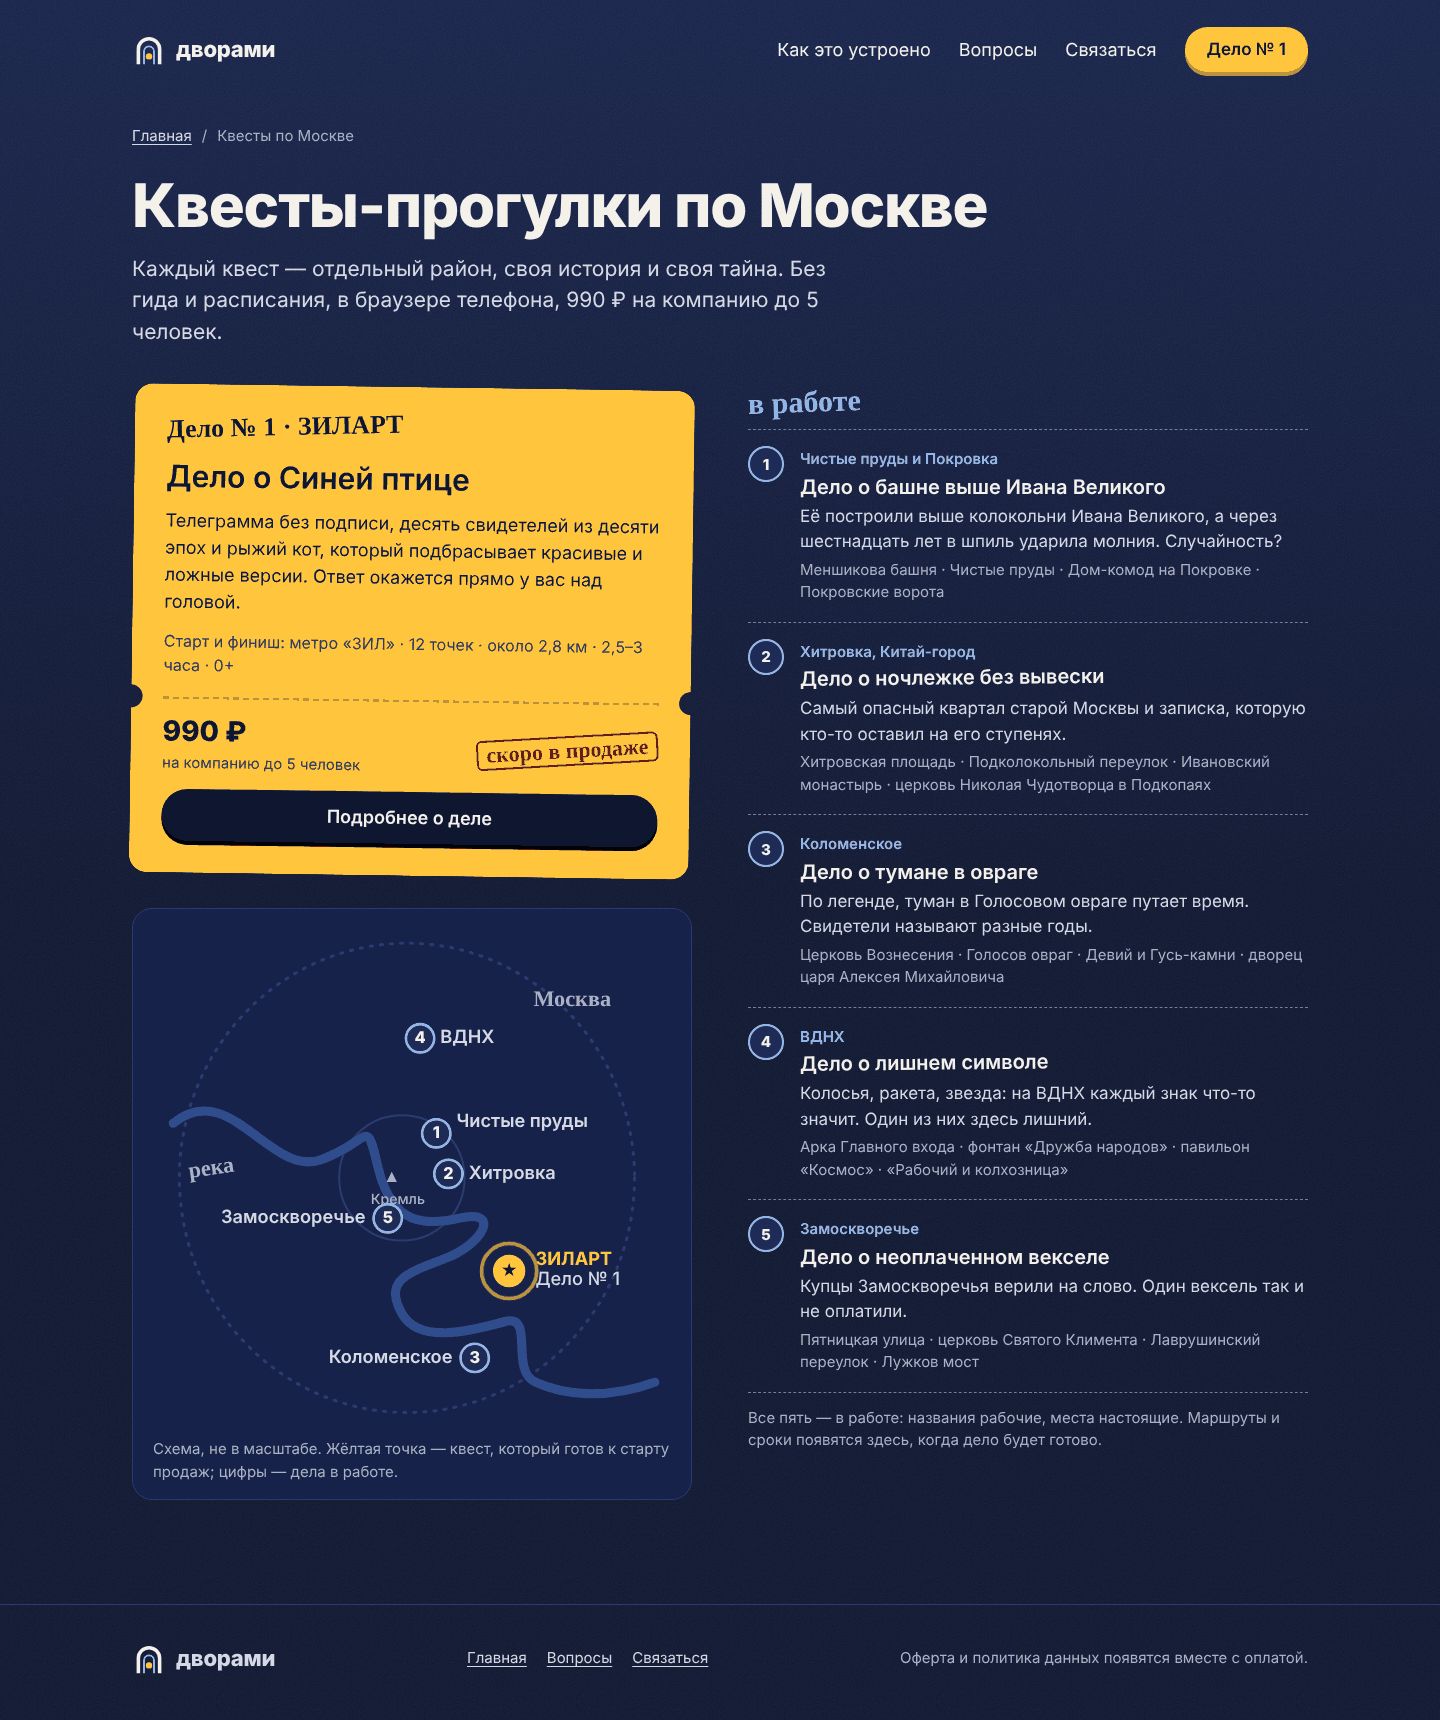 дворами
Как это устроено
Вопросы
Связаться
Дело № 1
Главная / Квесты по Москве
Квесты-прогулки по Москве
Каждый квест — отдельный район, своя история и своя тайна. Без
гида и расписания, в браузере телефона, 990 ₽ на компанию до 5
человек.
Дело № 1 · ЗИЛАРТ
Дело о Синей птице
Телеграмма без подписи, десять свидетелей из десяти
эпох и рыжий кот, который подбрасывает красивые и
ложные версии. Ответ окажется прямо у вас над
головой.
Старт и финиш: метро «ЗИЛ» · 12 точек · около 2,8 км · 2,5–3
часа · 0+
990 ₽
на компанию до 5 человек
скоро в продаже
Подробнее о деле
Москва
4 ВДНХ
Чистые пруды
1
река
2 Хитровка
▲
Кремль
Замоскворечье 5
★
ЗИЛАРТ
Дело № 1
Коломенское 3
Схема, не в масштабе. Жёлтая точка — квест, который готов к старту
продаж; цифры — дела в работе.
в работе
1
Чистые пруды и Покровка
Дело о башне выше Ивана Великого
Её построили выше колокольни Ивана Великого, а через
шестнадцать лет в шпиль ударила молния. Случайность?
Меншикова башня · Чистые пруды · Дом-комод на Покровке ·
Покровские ворота
2
Хитровка, Китай-город
Дело о ночлежке без вывески
Самый опасный квартал старой Москвы и записка, которую
кто-то оставил на его ступенях.
Хитровская площадь · Подколокольный переулок · Ивановский
монастырь · церковь Николая Чудотворца в Подкопаях
3
Коломенское
Дело о тумане в овраге
По легенде, туман в Голосовом овраге путает время.
Свидетели называют разные годы.
Церковь Вознесения · Голосов овраг · Девий и Гусь-камни · дворец
царя Алексея Михайловича
4
ВДНХ
Дело о лишнем символе
Колосья, ракета, звезда: на ВДНХ каждый знак что-то
значит. Один из них здесь лишний.
Арка Главного входа · фонтан «Дружба народов» · павильон
«Космос» · «Рабочий и колхозница»
5
Замоскворечье
Дело о неоплаченном векселе
Купцы Замоскворечья верили на слово. Один вексель так и
не оплатили.
Пятницкая улица · церковь Святого Климента · Лаврушинский
переулок · Лужков мост
Все пять — в работе: названия рабочие, места настоящие. Маршруты и
сроки появятся здесь, когда дело будет готово.
дворами
Главная
Вопросы
Связаться
Оферта и политика данных появятся вместе с оплатой.